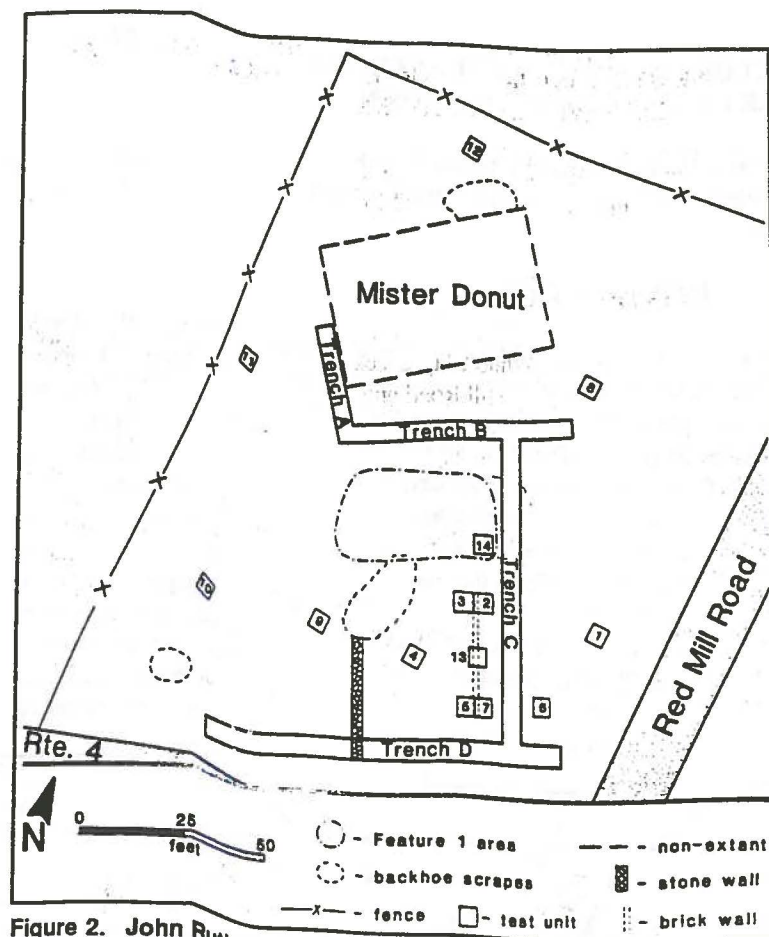 12
Mister Donut
11
Trench A
8
Trench B
14
Trench C
10
3 2
9
4
13
1
5 7
6
Red Mill Road
Rte. 4
Trench D
N
0 25 50
feet
- Feature 1 area
- non-extant
- backhoe scrapes
- stone wall
x - fence
- test unit
- brick wall
Figure 2. John